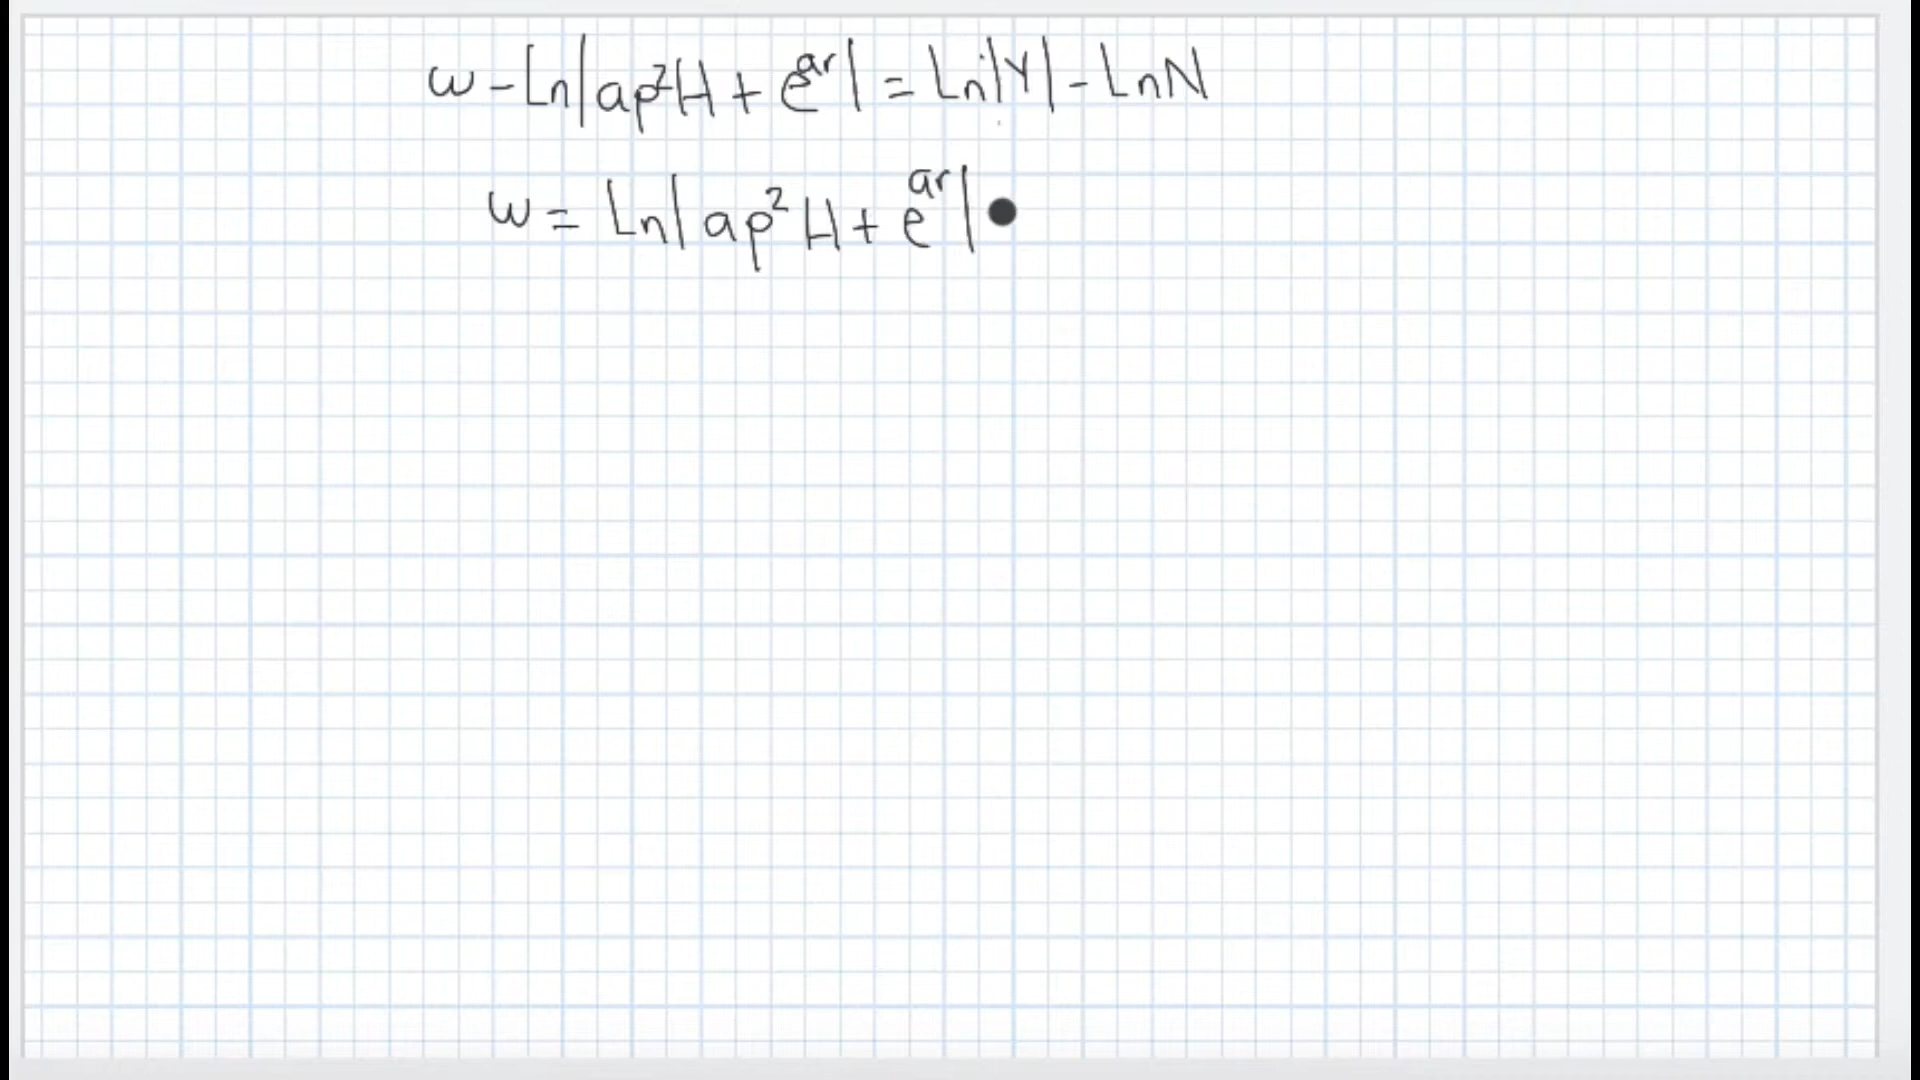 w - Ln|ap²H + e^ar| = Ln|Y| - LnN
w = Ln|ap²H + e^ar|